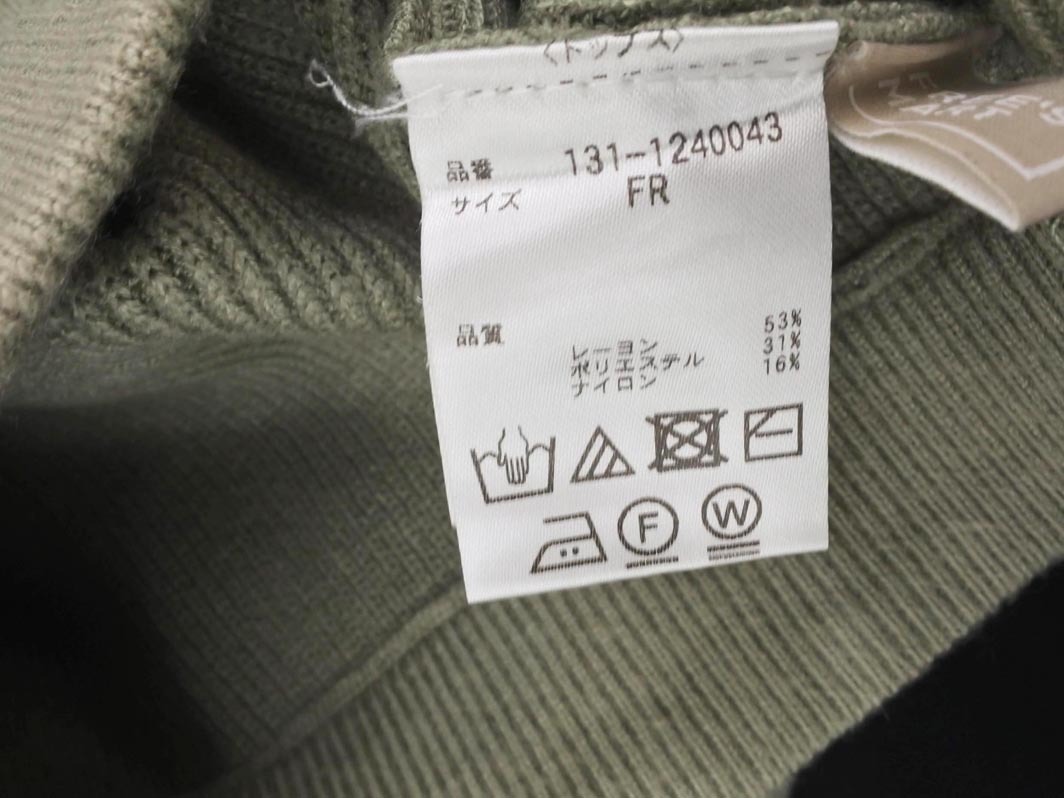 〈トップス〉
品番 131-1240043
サイズ FR
品質
レーヨン 53%
ポリエステル 31%
ナイロン 16%
F W